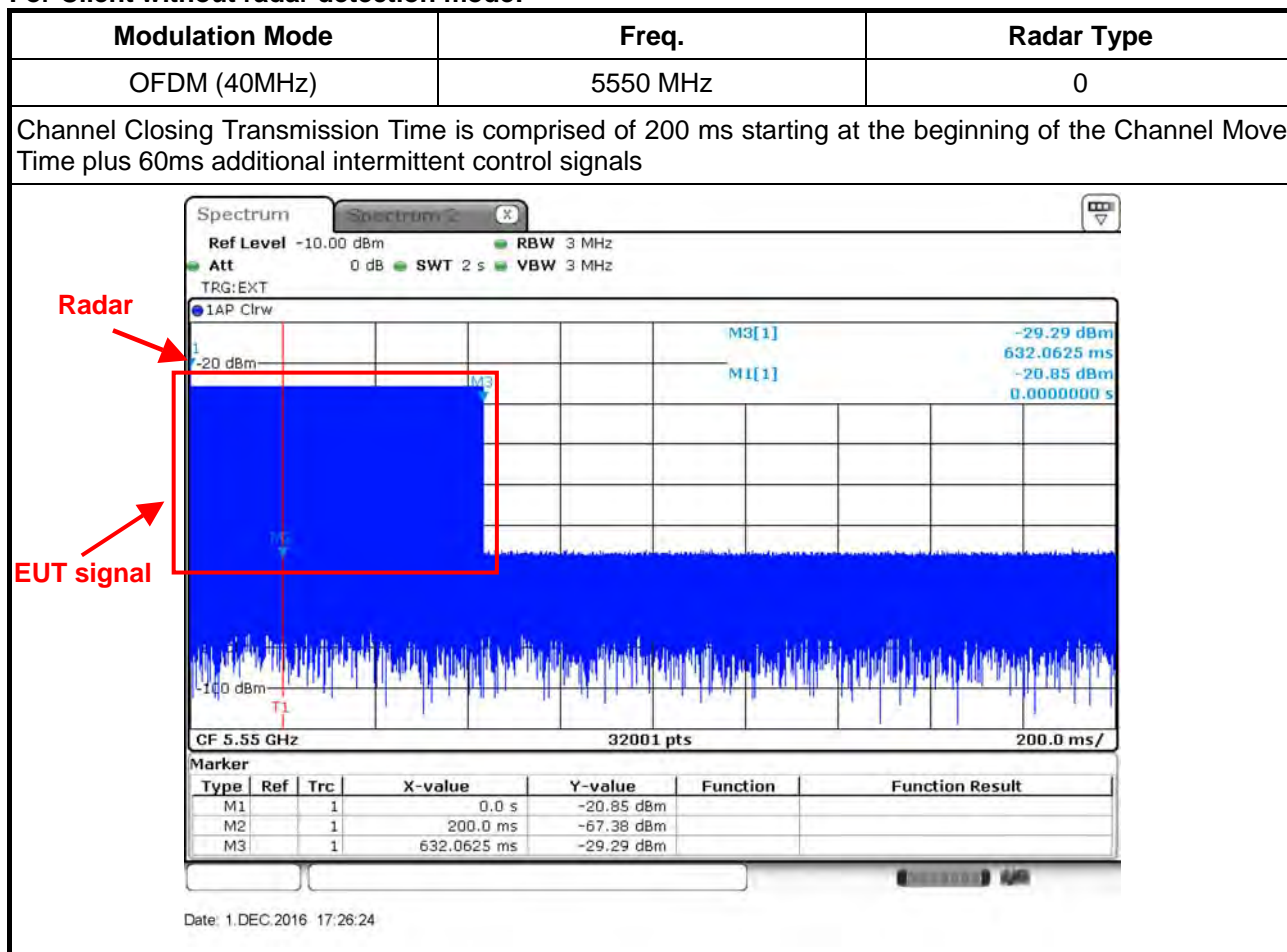 For Client without radar detection mode:
Modulation Mode Freq. Radar Type
OFDM (40MHz) 5550 MHz 0
Channel Closing Transmission Time is comprised of 200 ms starting at the beginning of the Channel Move
Time plus 60ms additional intermittent control signals
Spectrum Spectrum 2 X
Ref Level -10.00 dBm RBW 3 MHz
Att 0 dB SWT 2 s VBW 3 MHz
TRG:EXT
1AP Clrw
Radar
M3[1] -29.29 dBm
632.0625 ms
M1[1] -20.85 dBm
0.0000000 s
1
-20 dBm
M3
M2
EUT signal
-100 dBm
T1
CF 5.55 GHz 32001 pts 200.0 ms/
Marker
Type Ref Trc X-value Y-value Function Function Result
M1 1 0.0 s -20.85 dBm
M2 1 200.0 ms -67.38 dBm
M3 1 632.0625 ms -29.29 dBm
Date: 1.DEC.2016 17:26:24